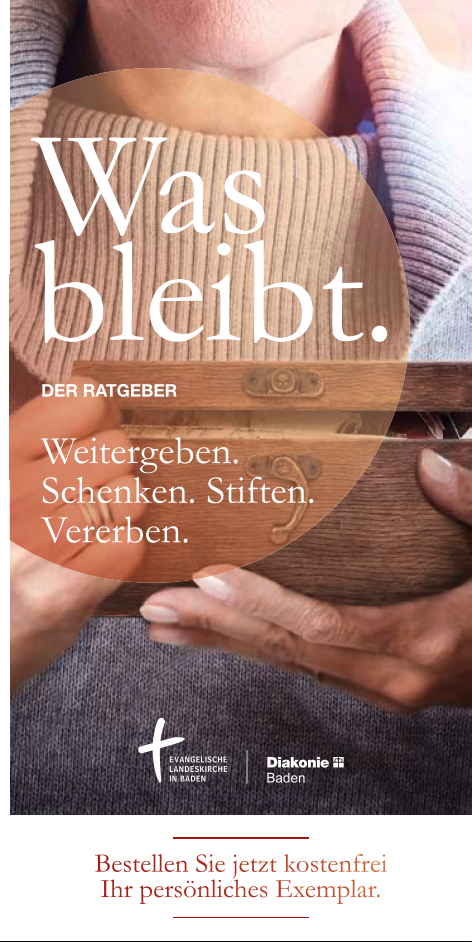 Was
bleibt.
DER RATGEBER
Weitergeben.
Schenken. Stiften.
Vererben.
EVANGELISCHE
LANDESKIRCHE
IN BADEN
Diakonie
Baden
Bestellen Sie jetzt kostenfrei
Ihr persönliches Exemplar.